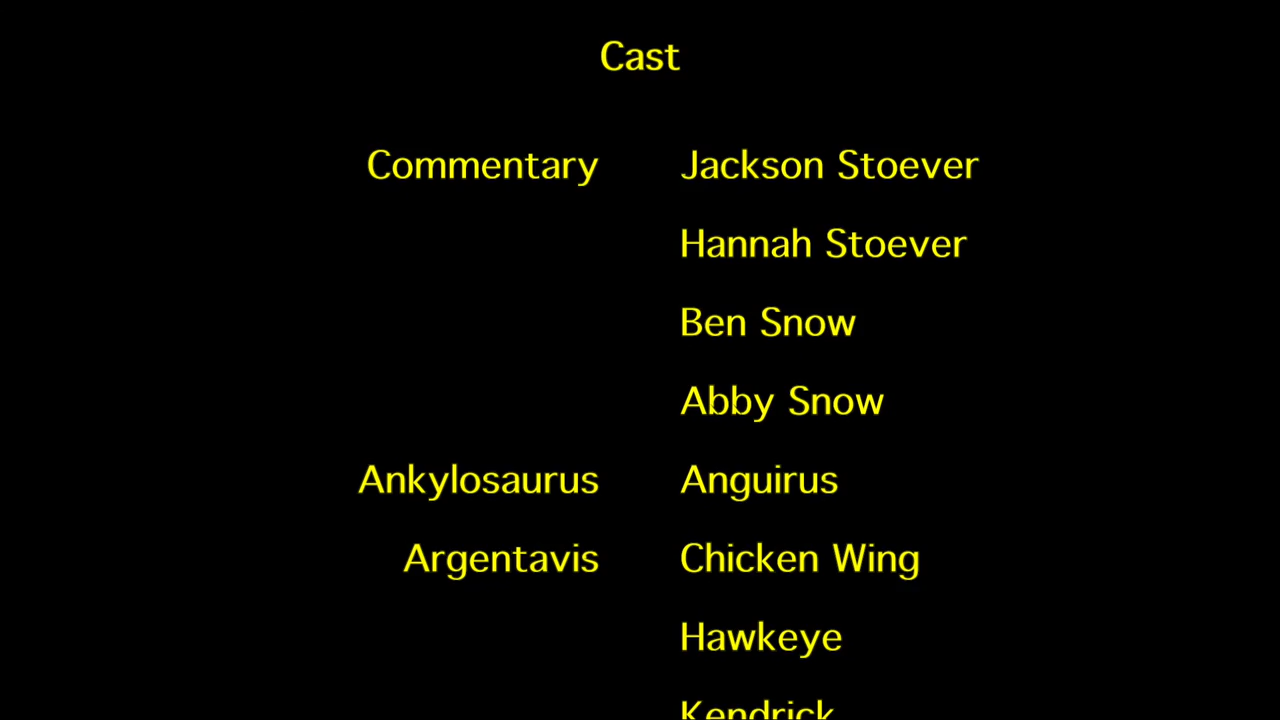 Cast
Commentary Jackson Stoever
Hannah Stoever
Ben Snow
Abby Snow
Ankylosaurus Anguirus
Argentavis Chicken Wing
Hawkeye
Kendrick